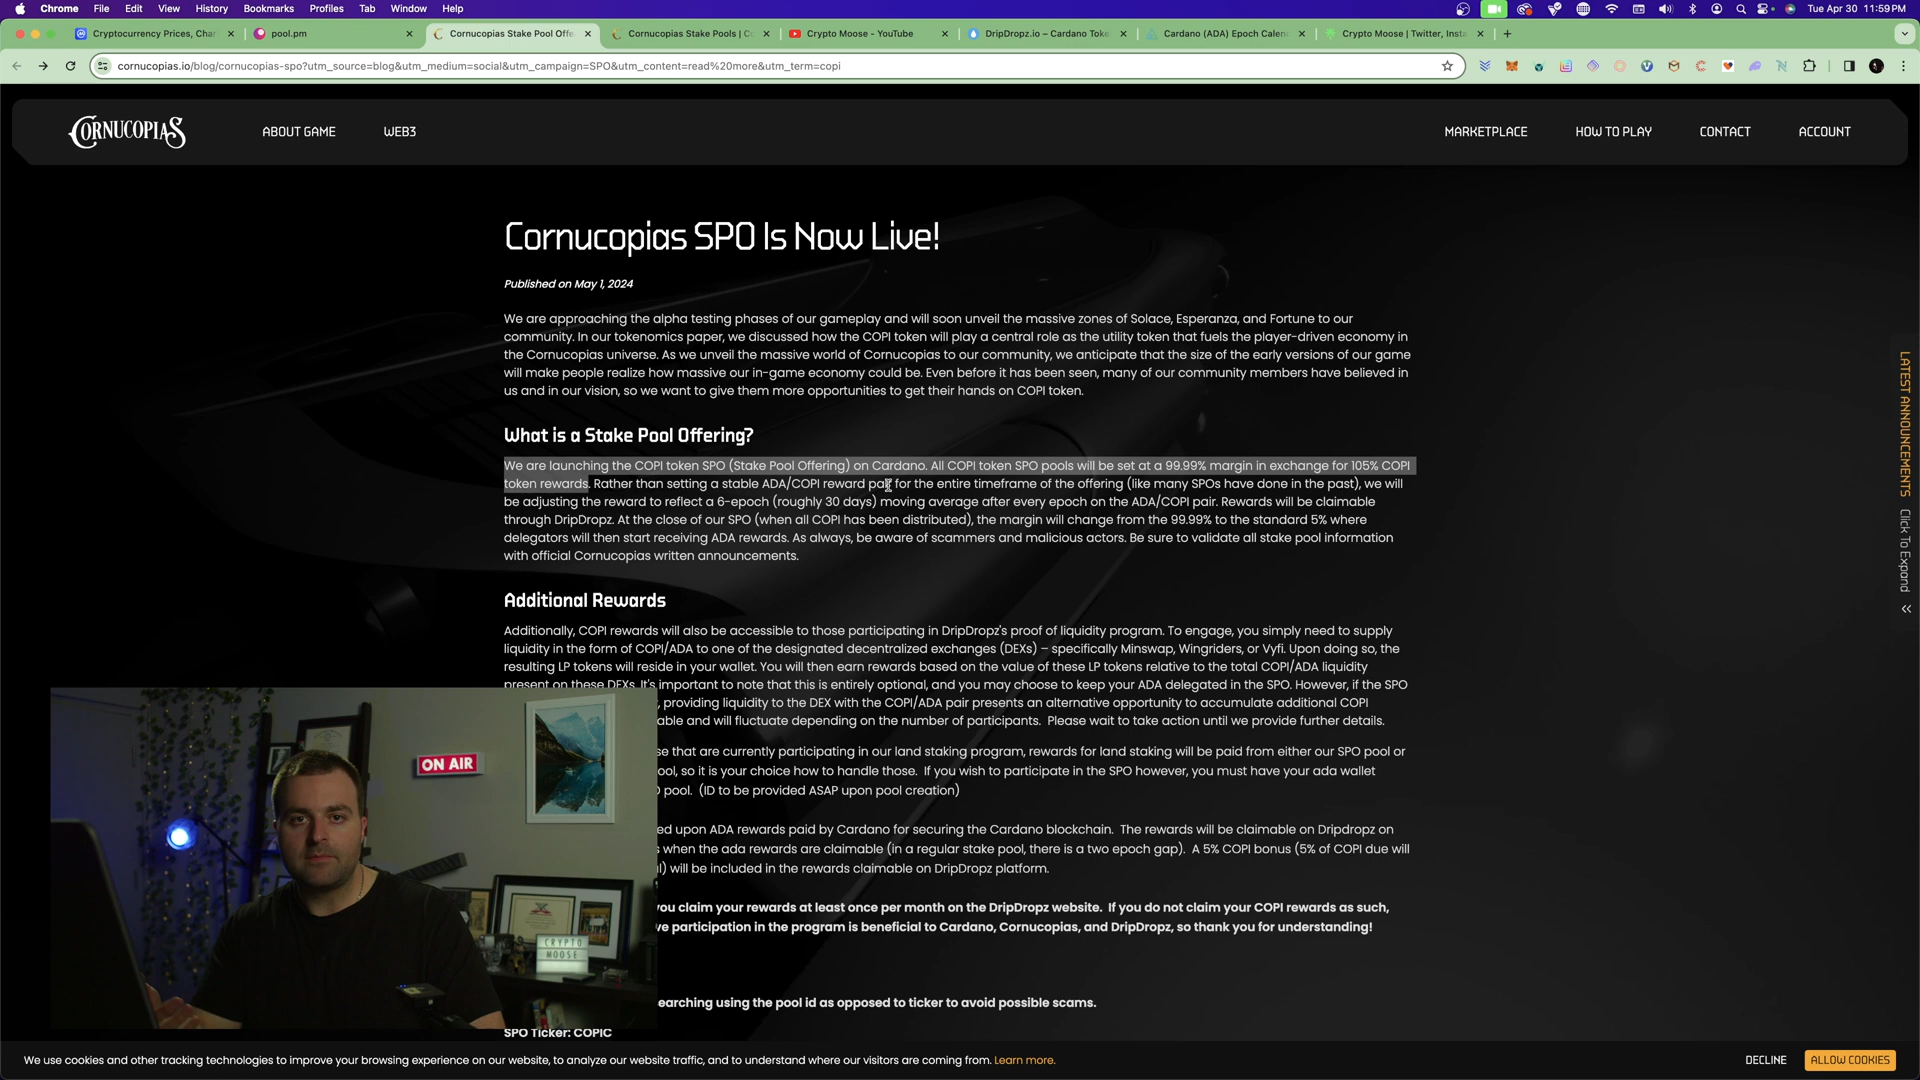 Chrome File Edit View History Bookmarks Profiles Tab Window Help Tue Apr 30 11:59 PM
Cryptocurrency Prices, Char pool.pm Cornucopias Stake Pool Offe Cornucopias Stake Pools | Co Crypto Moose - YouTube DripDropz.io – Cardano Toke Cardano (ADA) Epoch Calen Crypto Moose | Twitter, Insta
cornucopias.io/blog/cornucopias-spo?utm_source=blog&utm_medium=social&utm_campaign=SPO&utm_content=read%20more&utm_term=copi
CORNUCOPIAS ABOUT GAME WEB3 MARKETPLACE HOW TO PLAY CONTACT ACCOUNT
Cornucopias SPO Is Now Live!
Published on May 1, 2024
We are approaching the alpha testing phases of our gameplay and will soon unveil the massive zones of Solace, Esperanza, and Fortune to our
community. In our tokenomics paper, we discussed how the COPI token will play a central role as the utility token that fuels the player-driven economy in
the Cornucopias universe. As we unveil the massive world of Cornucopias to our community, we anticipate that the size of the early versions of our game
will make people realize how massive our in-game economy could be. Even before it has been seen, many of our community members have believed in
us and in our vision, so we want to give them more opportunities to get their hands on COPI token.
What is a Stake Pool Offering?
We are launching the COPI token SPO (Stake Pool Offering) on Cardano. All COPI token SPO pools will be set at a 99.99% margin in exchange for 105% COPI
token rewards. Rather than setting a stable ADA/COPI reward pair for the entire timeframe of the offering (like many SPOs have done in the past), we will
be adjusting the reward to reflect a 6-epoch (roughly 30 days) moving average after every epoch on the ADA/COPI pair. Rewards will be claimable
through DripDropz. At the close of our SPO (when all COPI has been distributed), the margin will change from the 99.99% to the standard 5% where
delegators will then start receiving ADA rewards. As always, be aware of scammers and malicious actors. Be sure to validate all stake pool information
with official Cornucopias written announcements.
Additional Rewards
Additionally, COPI rewards will also be accessible to those participating in DripDropz's proof of liquidity program. To engage, you simply need to supply
liquidity in the form of COPI/ADA to one of the designated decentralized exchanges (DEXs) – specifically Minswap, Wingriders, or Vyfi. Upon doing so, the
resulting LP tokens will reside in your wallet. You will then earn rewards based on the value of these LP tokens relative to the total COPI/ADA liquidity
present on these DEXs. It's important to note that this is entirely optional, and you may choose to keep your ADA delegated in the SPO. However, if the SPO
, providing liquidity to the DEX with the COPI/ADA pair presents an alternative opportunity to accumulate additional COPI
able and will fluctuate depending on the number of participants. Please wait to take action until we provide further details.
se that are currently participating in our land staking program, rewards for land staking will be paid from either our SPO pool or
ool, so it is your choice how to handle those. If you wish to participate in the SPO however, you must have your ada wallet
O pool. (ID to be provided ASAP upon pool creation)
ed upon ADA rewards paid by Cardano for securing the Cardano blockchain. The rewards will be claimable on Dripdropz on
s when the ada rewards are claimable (in a regular stake pool, there is a two epoch gap). A 5% COPI bonus (5% of COPI due will
l) will be included in the rewards claimable on DripDropz platform.
you claim your rewards at least once per month on the DripDropz website. If you do not claim your COPI rewards as such,
ve participation in the program is beneficial to Cardano, Cornucopias, and DripDropz, so thank you for understanding!
earching using the pool id as opposed to ticker to avoid possible scams.
SPO Ticker: COPIC
LATEST ANNOUNCEMENTS Click To Expand
ON AIR
CRYPTO
MOOSE
We use cookies and other tracking technologies to improve your browsing experience on our website, to analyze our website traffic, and to understand where our visitors are coming from. Learn more. DECLINE ALLOW COOKIES